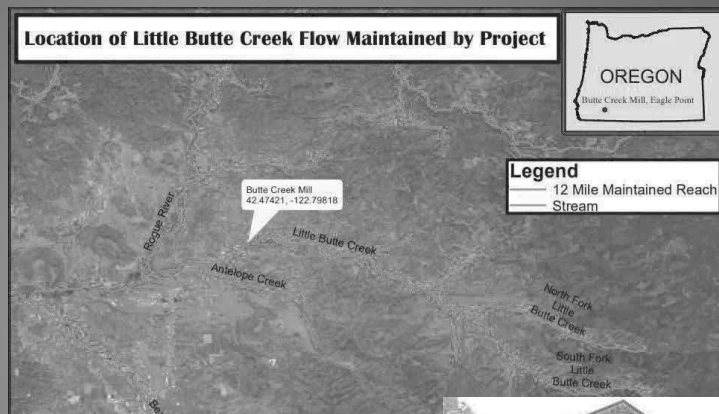 Location of Little Butte Creek Flow Maintained by Project
OREGON
Butte Creek Mill, Eagle Point
Legend
12 Mile Maintained Reach
Stream
Butte Creek Mill
42.47421, -122.79818
Rogue River
Little Butte Creek
Antelope Creek
North Fork
Little
Butte Creek
South Fork
Little
Butte Creek